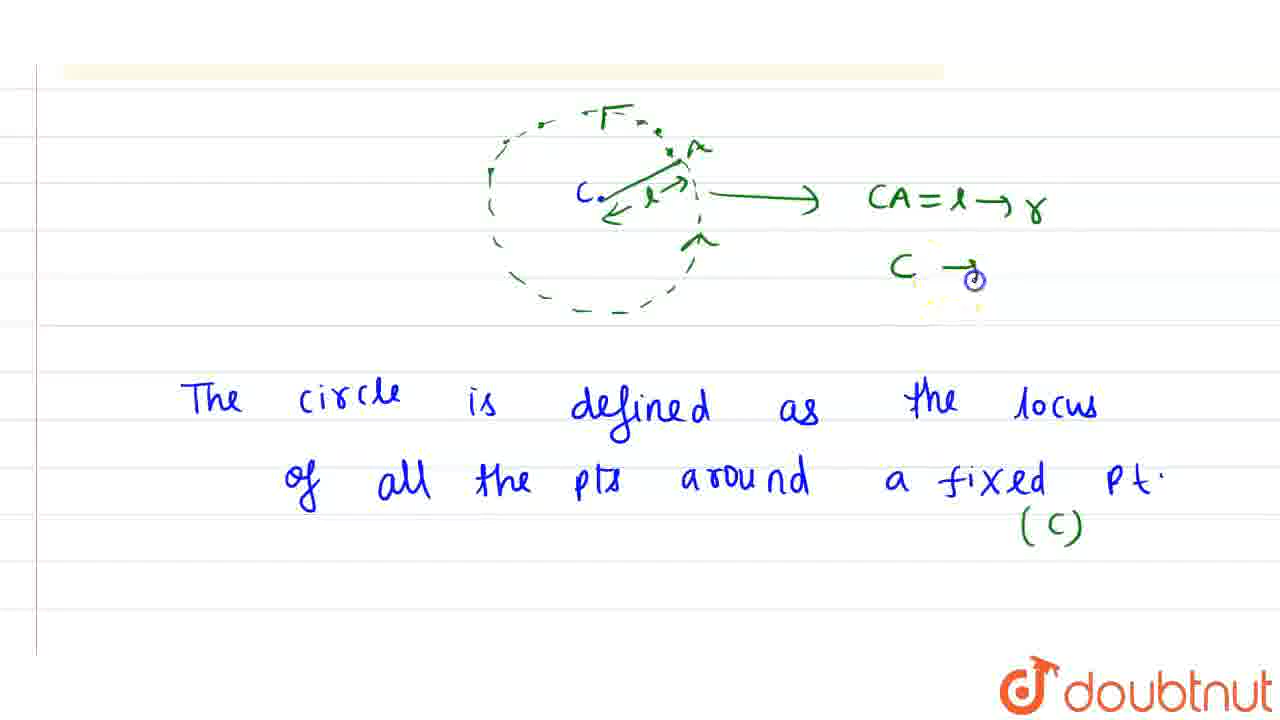 A
C
l
CA = l → r
C →
The circle is defined as the locus
of all the pts around a fixed pt.
(C)
doubtnut